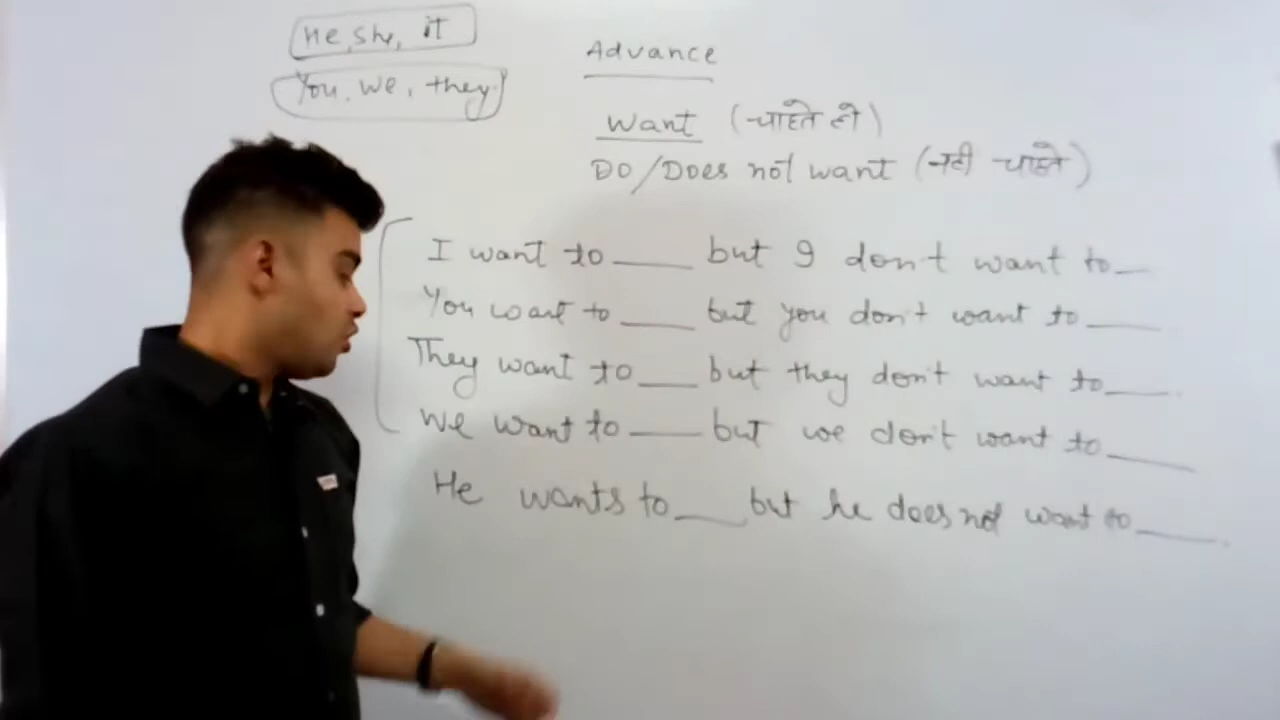 He, she, it
You, we, they
Advance
Want (चाहते हो)
DO/Does not want (नही चाहते)
I want to ___ but I don't want to ___
You want to ___ but you don't want to ___
They want to ___ but they don't want to ___
We want to ___ but we don't want to ___
He wants to ___ but he does not want to ___.